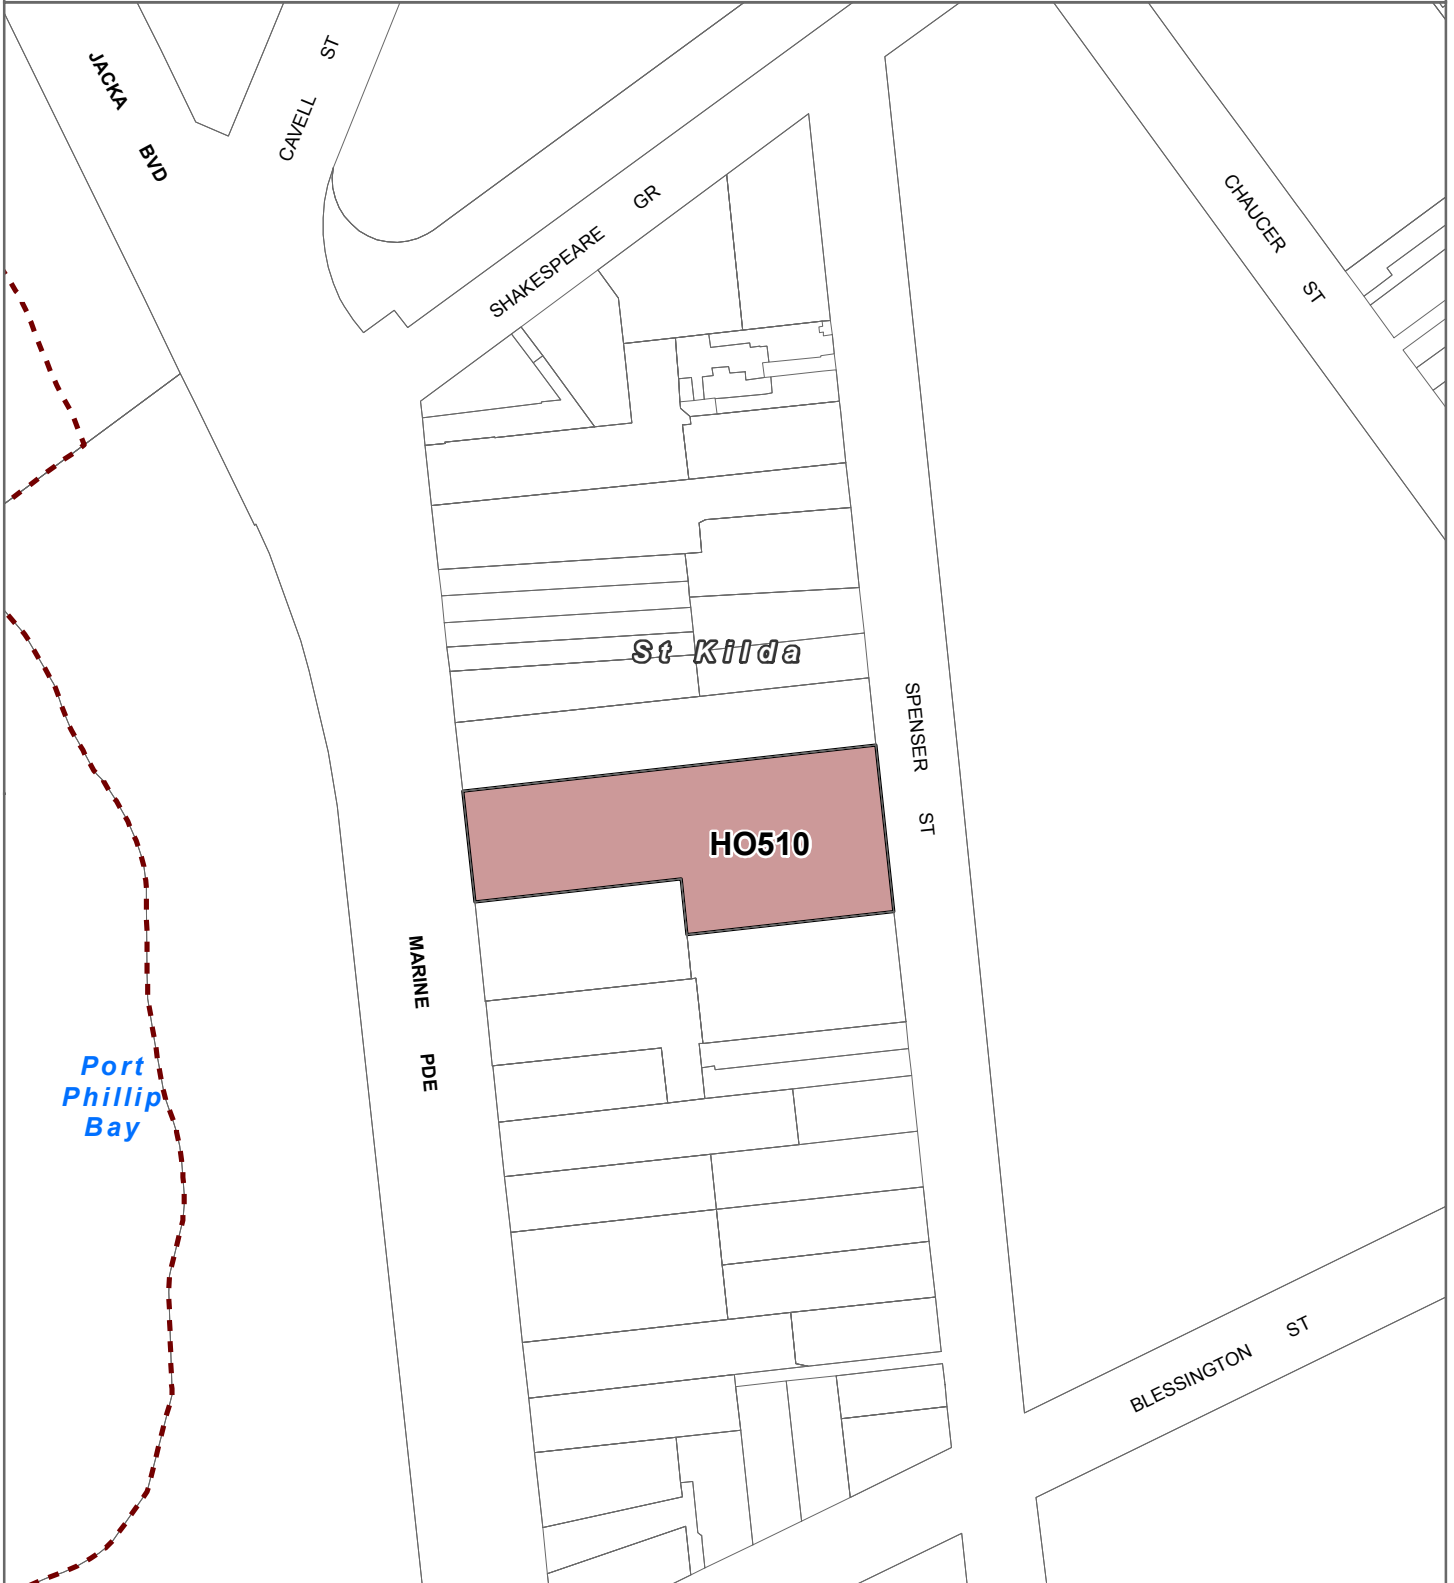 JACKA BVD
CAVELL ST
SHAKESPEARE GR
CHAUCER ST
St Kilda
SPENSER ST
HO510
MARINE PDE
Port
Phillip
Bay
BLESSINGTON ST